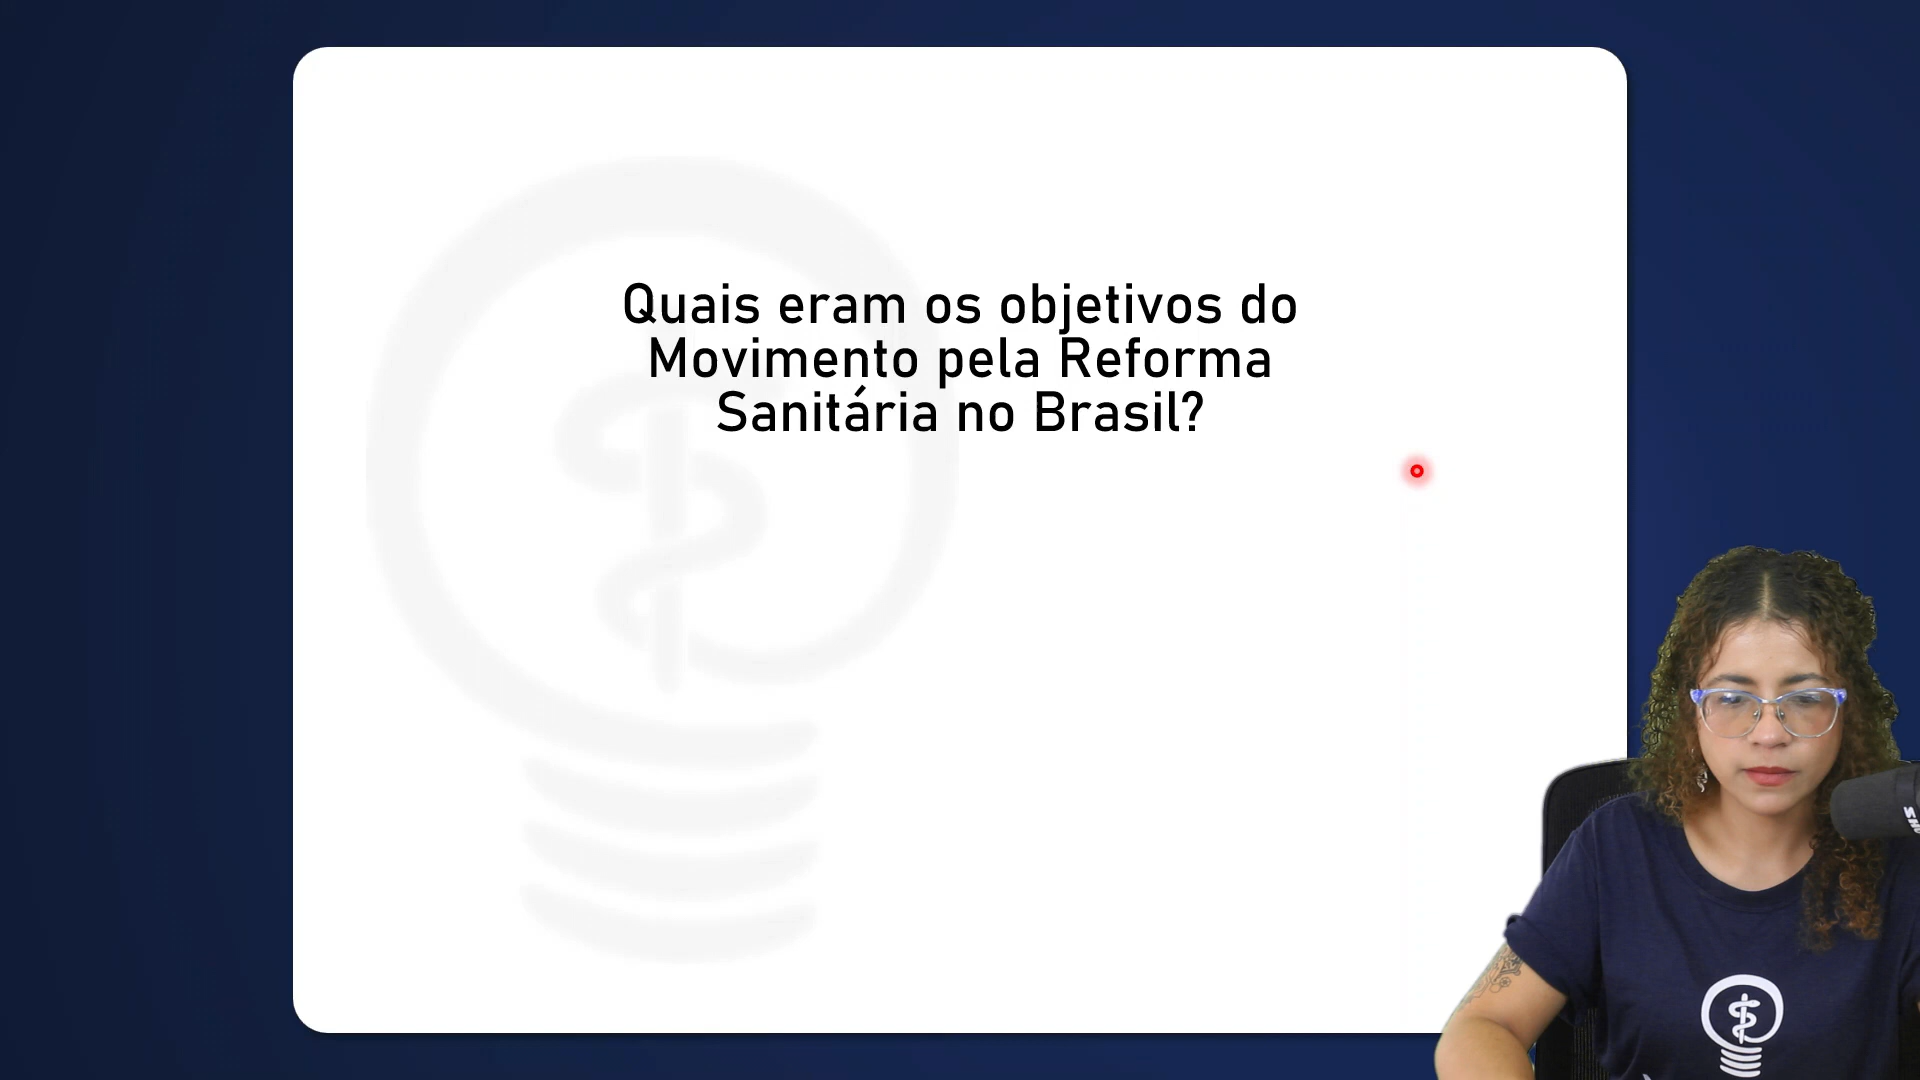 Quais eram os objetivos do
Movimento pela Reforma
Sanitária no Brasil?